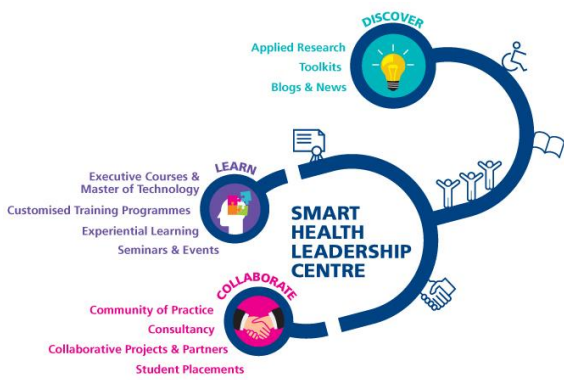 DISCOVER
Applied Research
Toolkits
Blogs & News
LEARN
Executive Courses &
Master of Technology
Customised Training Programmes
Experiential Learning
Seminars & Events
SMART
HEALTH
LEADERSHIP
CENTRE
COLLABORATE
Community of Practice
Consultancy
Collaborative Projects & Partners
Student Placements